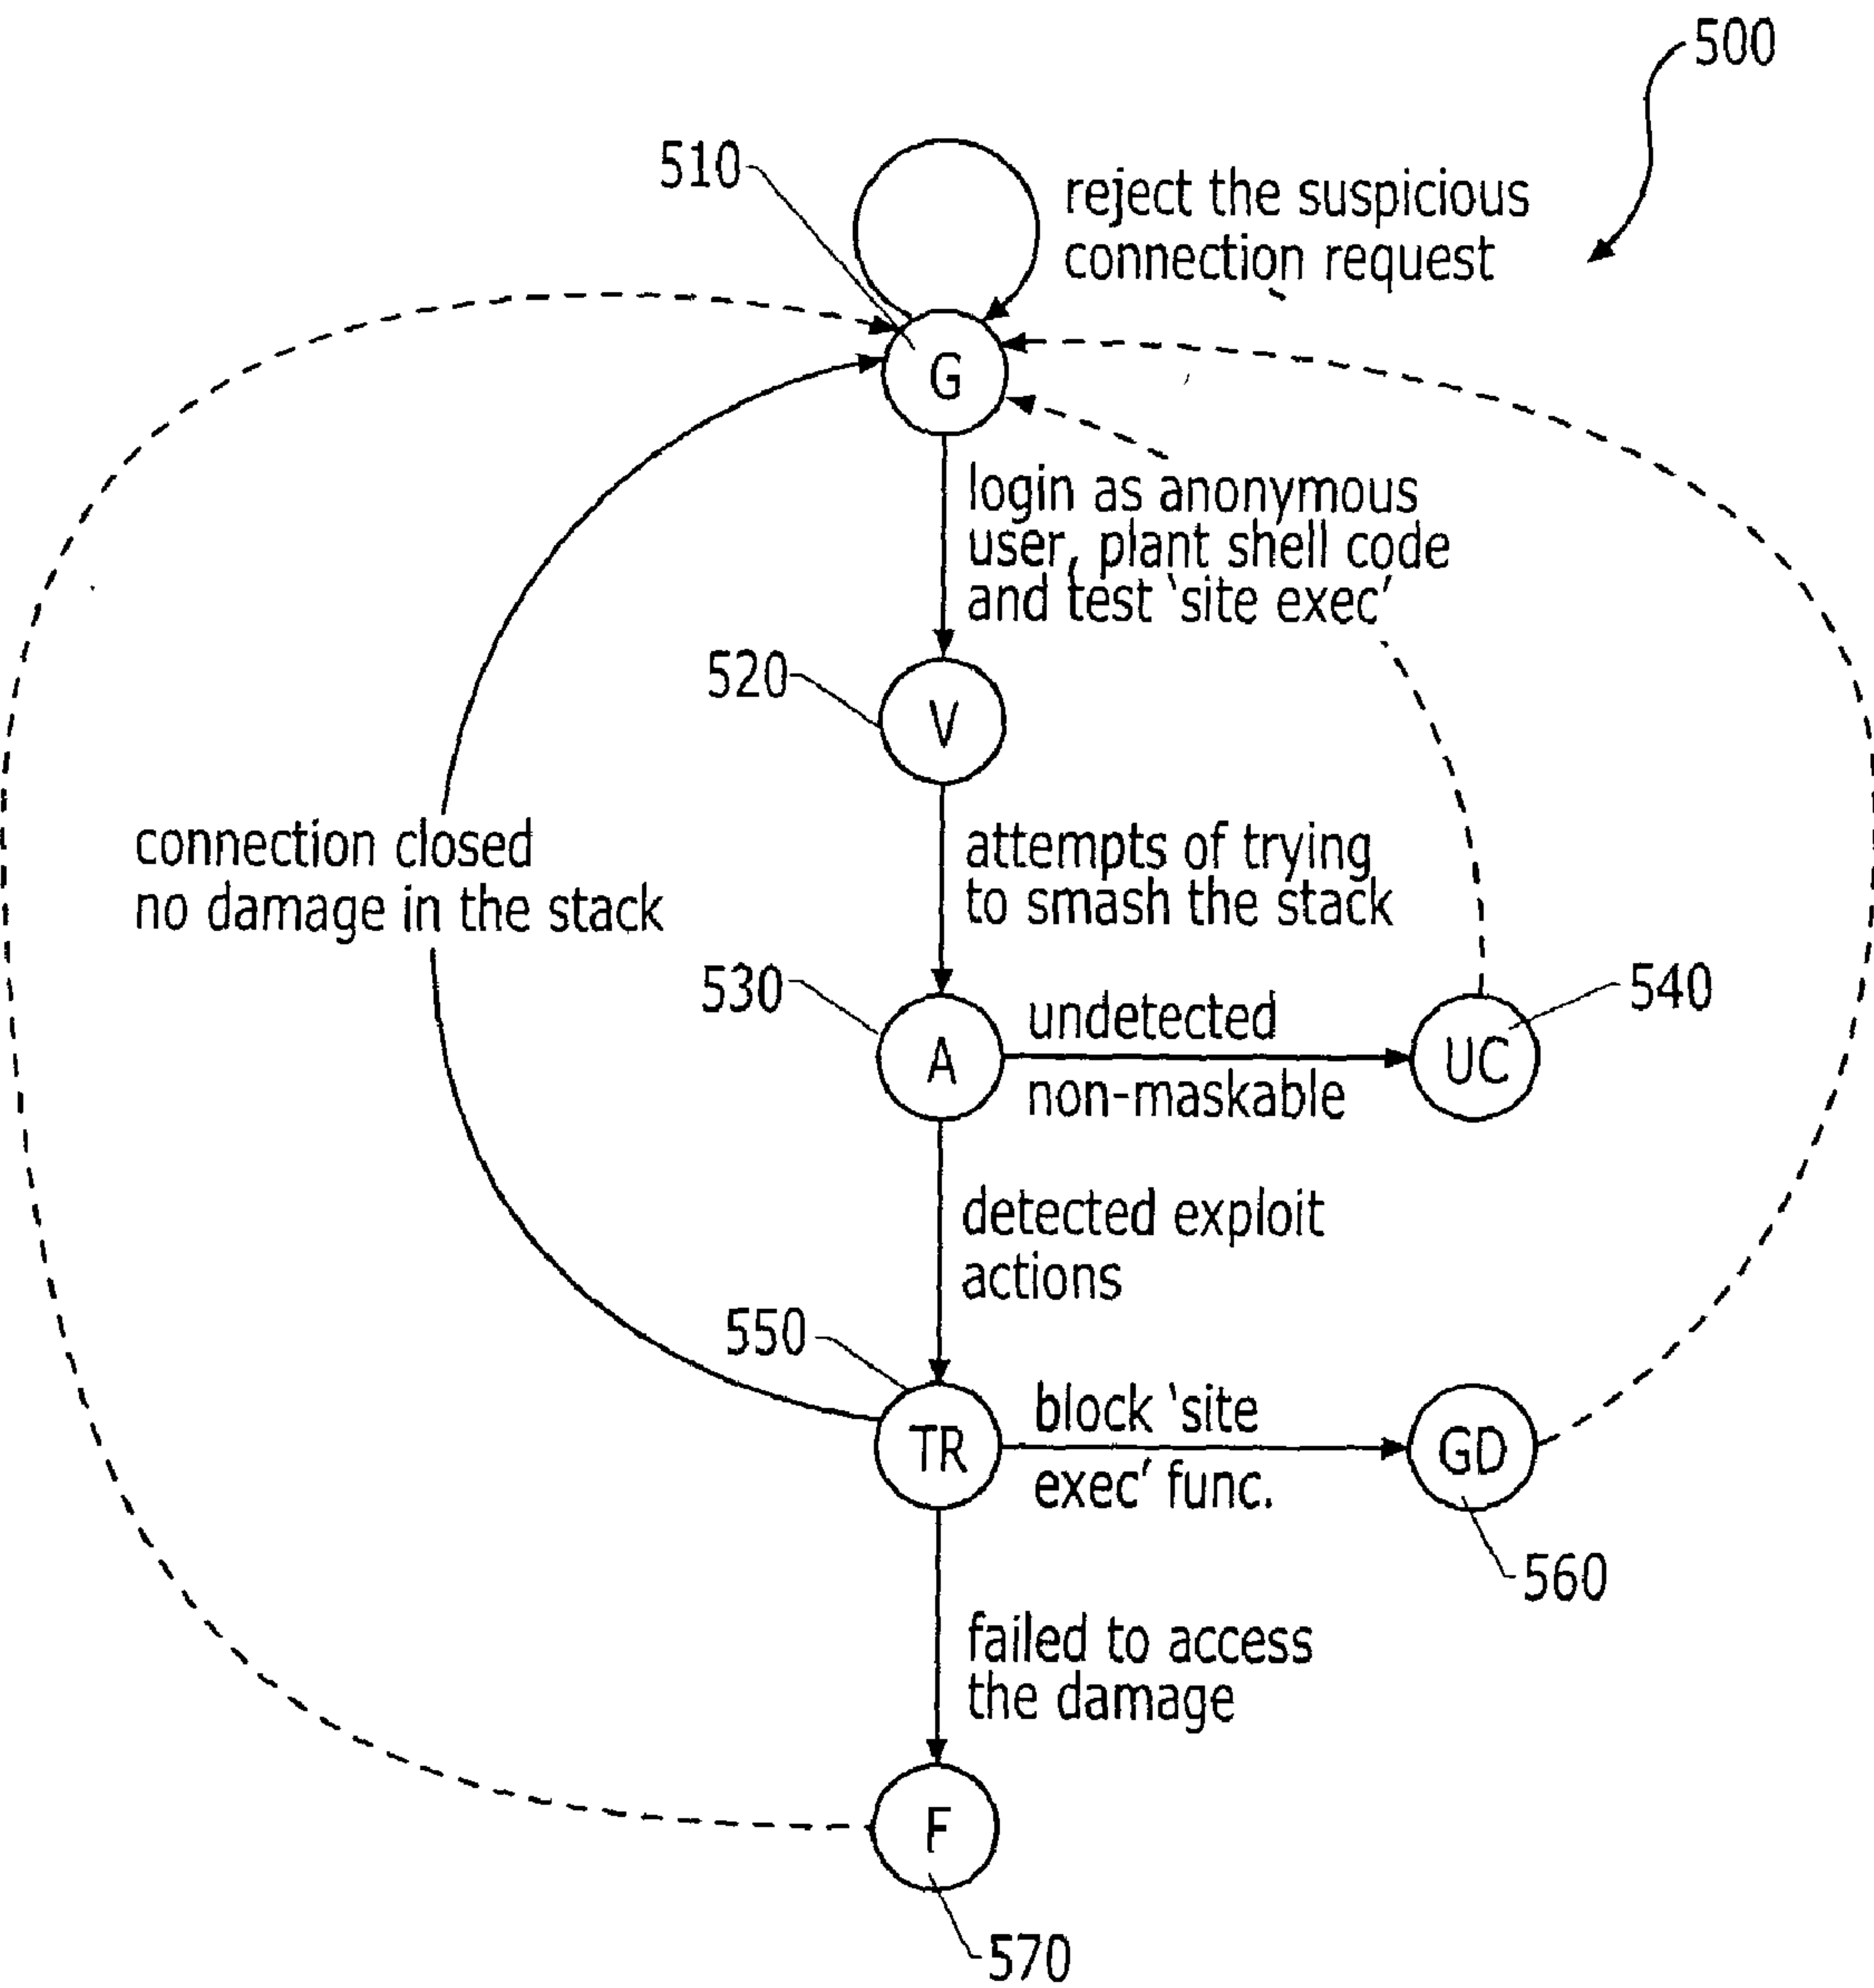 500
510
reject the suspicious
connection request
G
login as anonymous
user, plant shell code
and test 'site exec'
520
V
connection closed
no damage in the stack
attempts of trying
to smash the stack
530
A
undetected
non-maskable
UC
540
detected exploit
actions
550
TR
block 'site
exec' func.
GD
560
failed to access
the damage
F
570